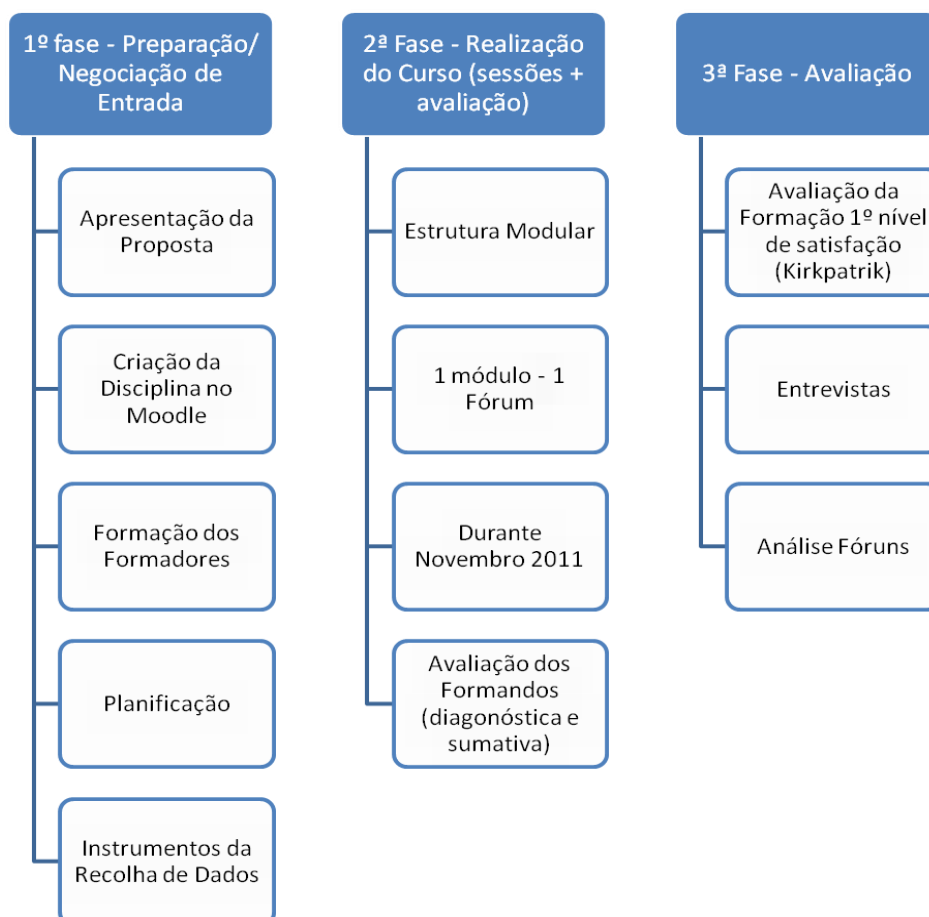 1º fase - Preparação/
Negociação de
Entrada
Apresentação da
Proposta
Criação da
Disciplina no
Moodle
Formação dos
Formadores
Planificação
Instrumentos da
Recolha de Dados
2ª Fase - Realização
do Curso (sessões +
avaliação)
Estrutura Modular
1 módulo - 1
Fórum
Durante
Novembro 2011
Avaliação dos
Formandos
(diagonóstica e
sumativa)
3ª Fase - Avaliação
Avaliação da
Formação 1º nível
de satisfação
(Kirkpatrik)
Entrevistas
Análise Fóruns